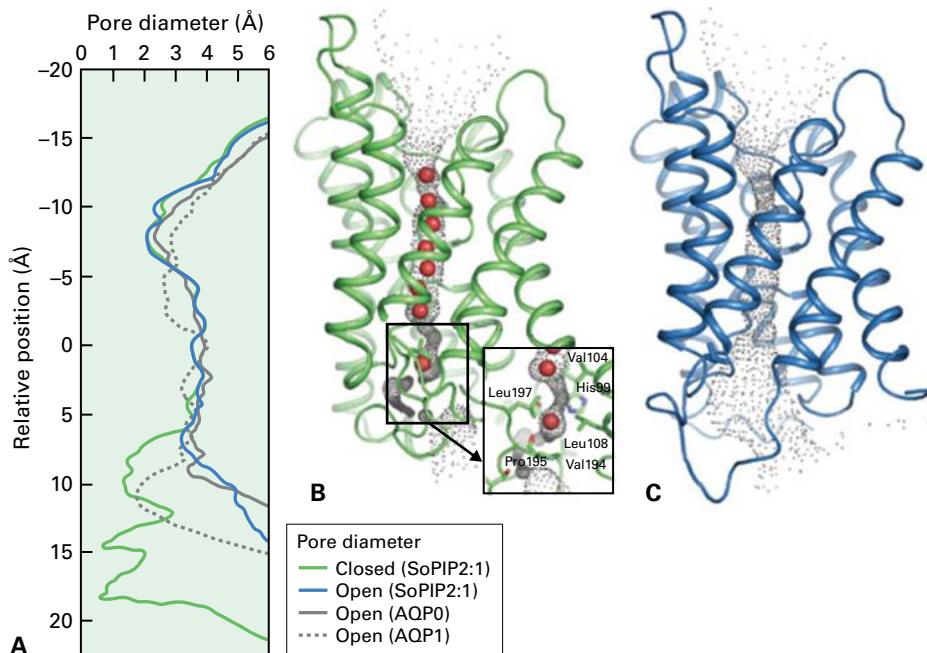 Pore diameter (Å)
0 1 2 3 4 5 6
Relative position (Å)
–20
–15
–10
–5
0
5
10
15
20
A
B
Val104
Leu197
His99
Leu108
Pro195
Val194
C
Pore diameter
Closed (SoPIP2:1)
Open (SoPIP2:1)
Open (AQP0)
Open (AQP1)